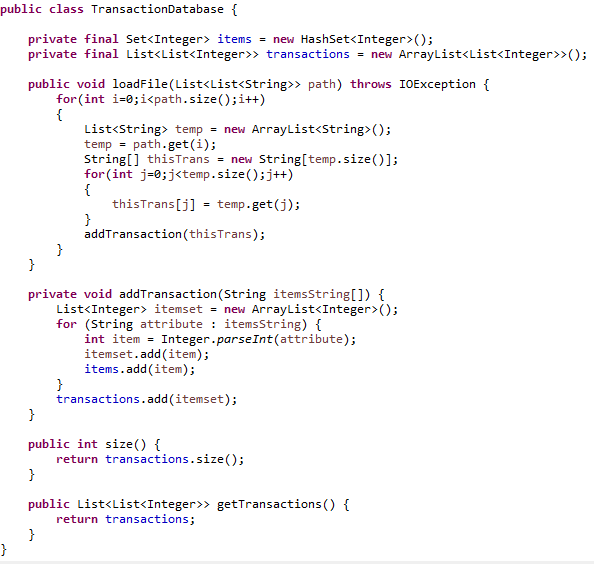 public class TransactionDatabase {
private final Set<Integer> items = new HashSet<Integer>();
private final List<List<Integer>> transactions = new ArrayList<List<Integer>>();
public void loadFile(List<List<String>> path) throws IOException {
for(int i=0;i<path.size();i++)
{
List<String> temp = new ArrayList<String>();
temp = path.get(i);
String[] thisTrans = new String[temp.size()];
for(int j=0;j<temp.size();j++)
{
thisTrans[j] = temp.get(j);
}
addTransaction(thisTrans);
}
}
private void addTransaction(String itemsString[]) {
List<Integer> itemset = new ArrayList<Integer>();
for (String attribute : itemsString) {
int item = Integer.parseInt(attribute);
itemset.add(item);
items.add(item);
}
transactions.add(itemset);
}
public int size() {
return transactions.size();
}
public List<List<Integer>> getTransactions() {
return transactions;
}
}